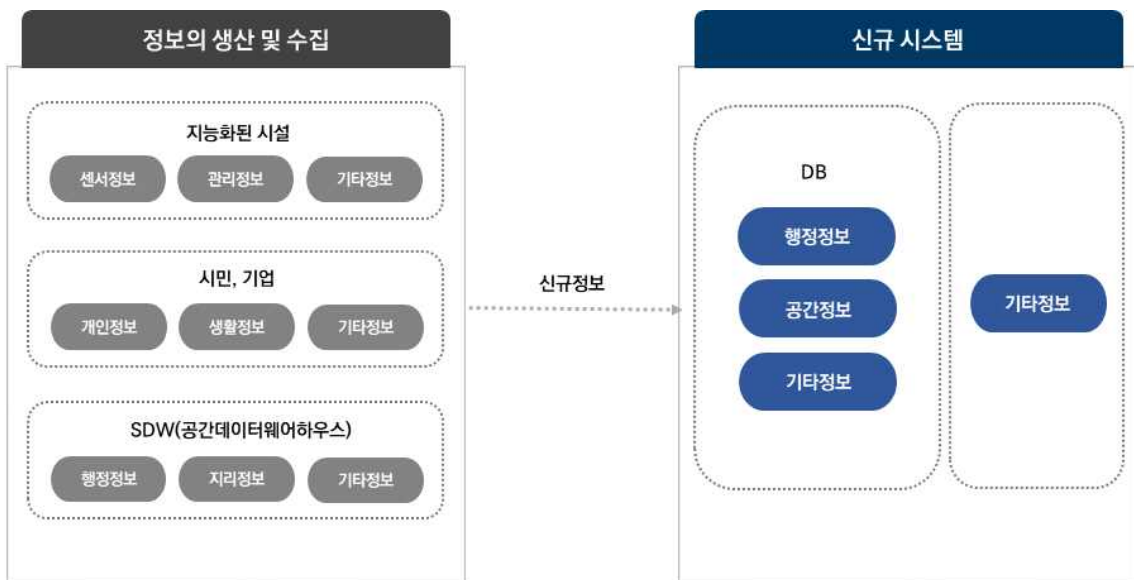 정보의 생산 및 수집
지능화된 시설
센서정보 관리정보 기타정보
시민, 기업
개인정보 생활정보 기타정보
SDW(공간데이터웨어하우스)
행정정보 지리정보 기타정보
신규정보
신규 시스템
DB
행정정보
공간정보
기타정보
기타정보